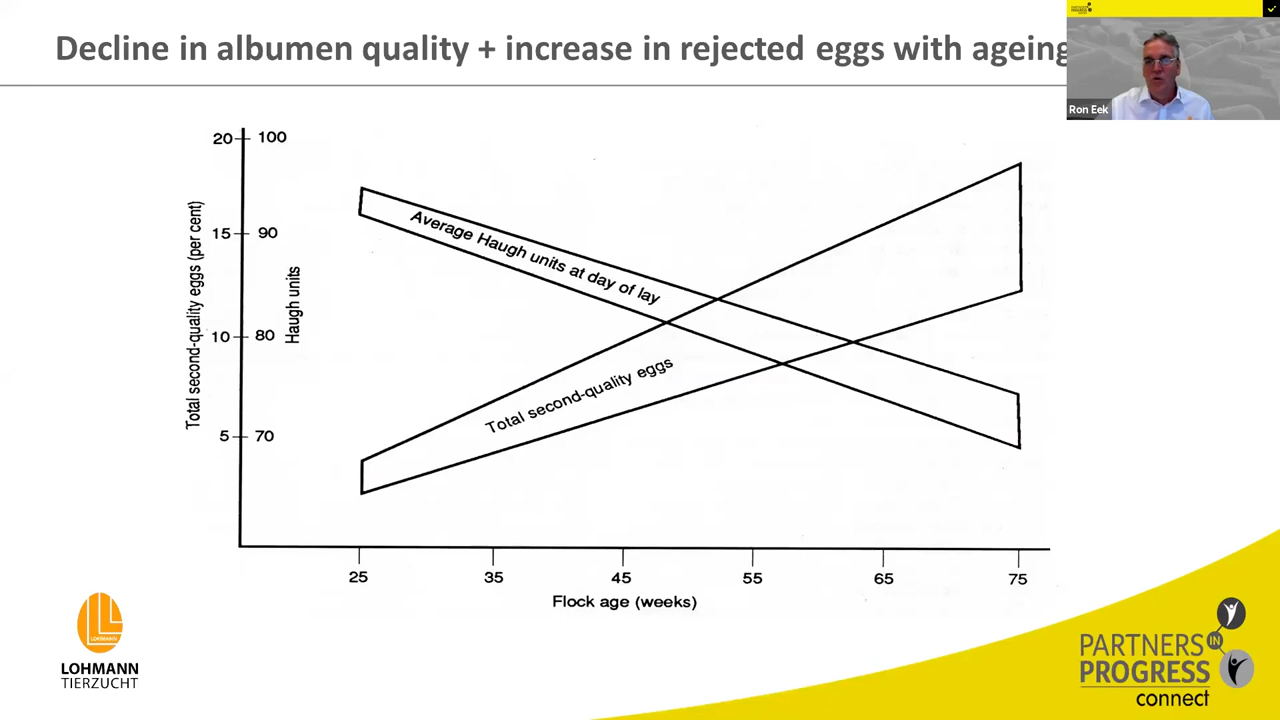 Decline in albumen quality + increase in rejected eggs with ageing
Ron Eek
20 100
15 90
10 80
5 70
Total second-quality eggs (per cent)
Haugh units
Average Haugh units at day of lay
Total second-quality eggs
25 35 45 55 65 75
Flock age (weeks)
LOHMANN
LOHMANN
TIERZUCHT
PARTNERS IN
PROGRESS
connect